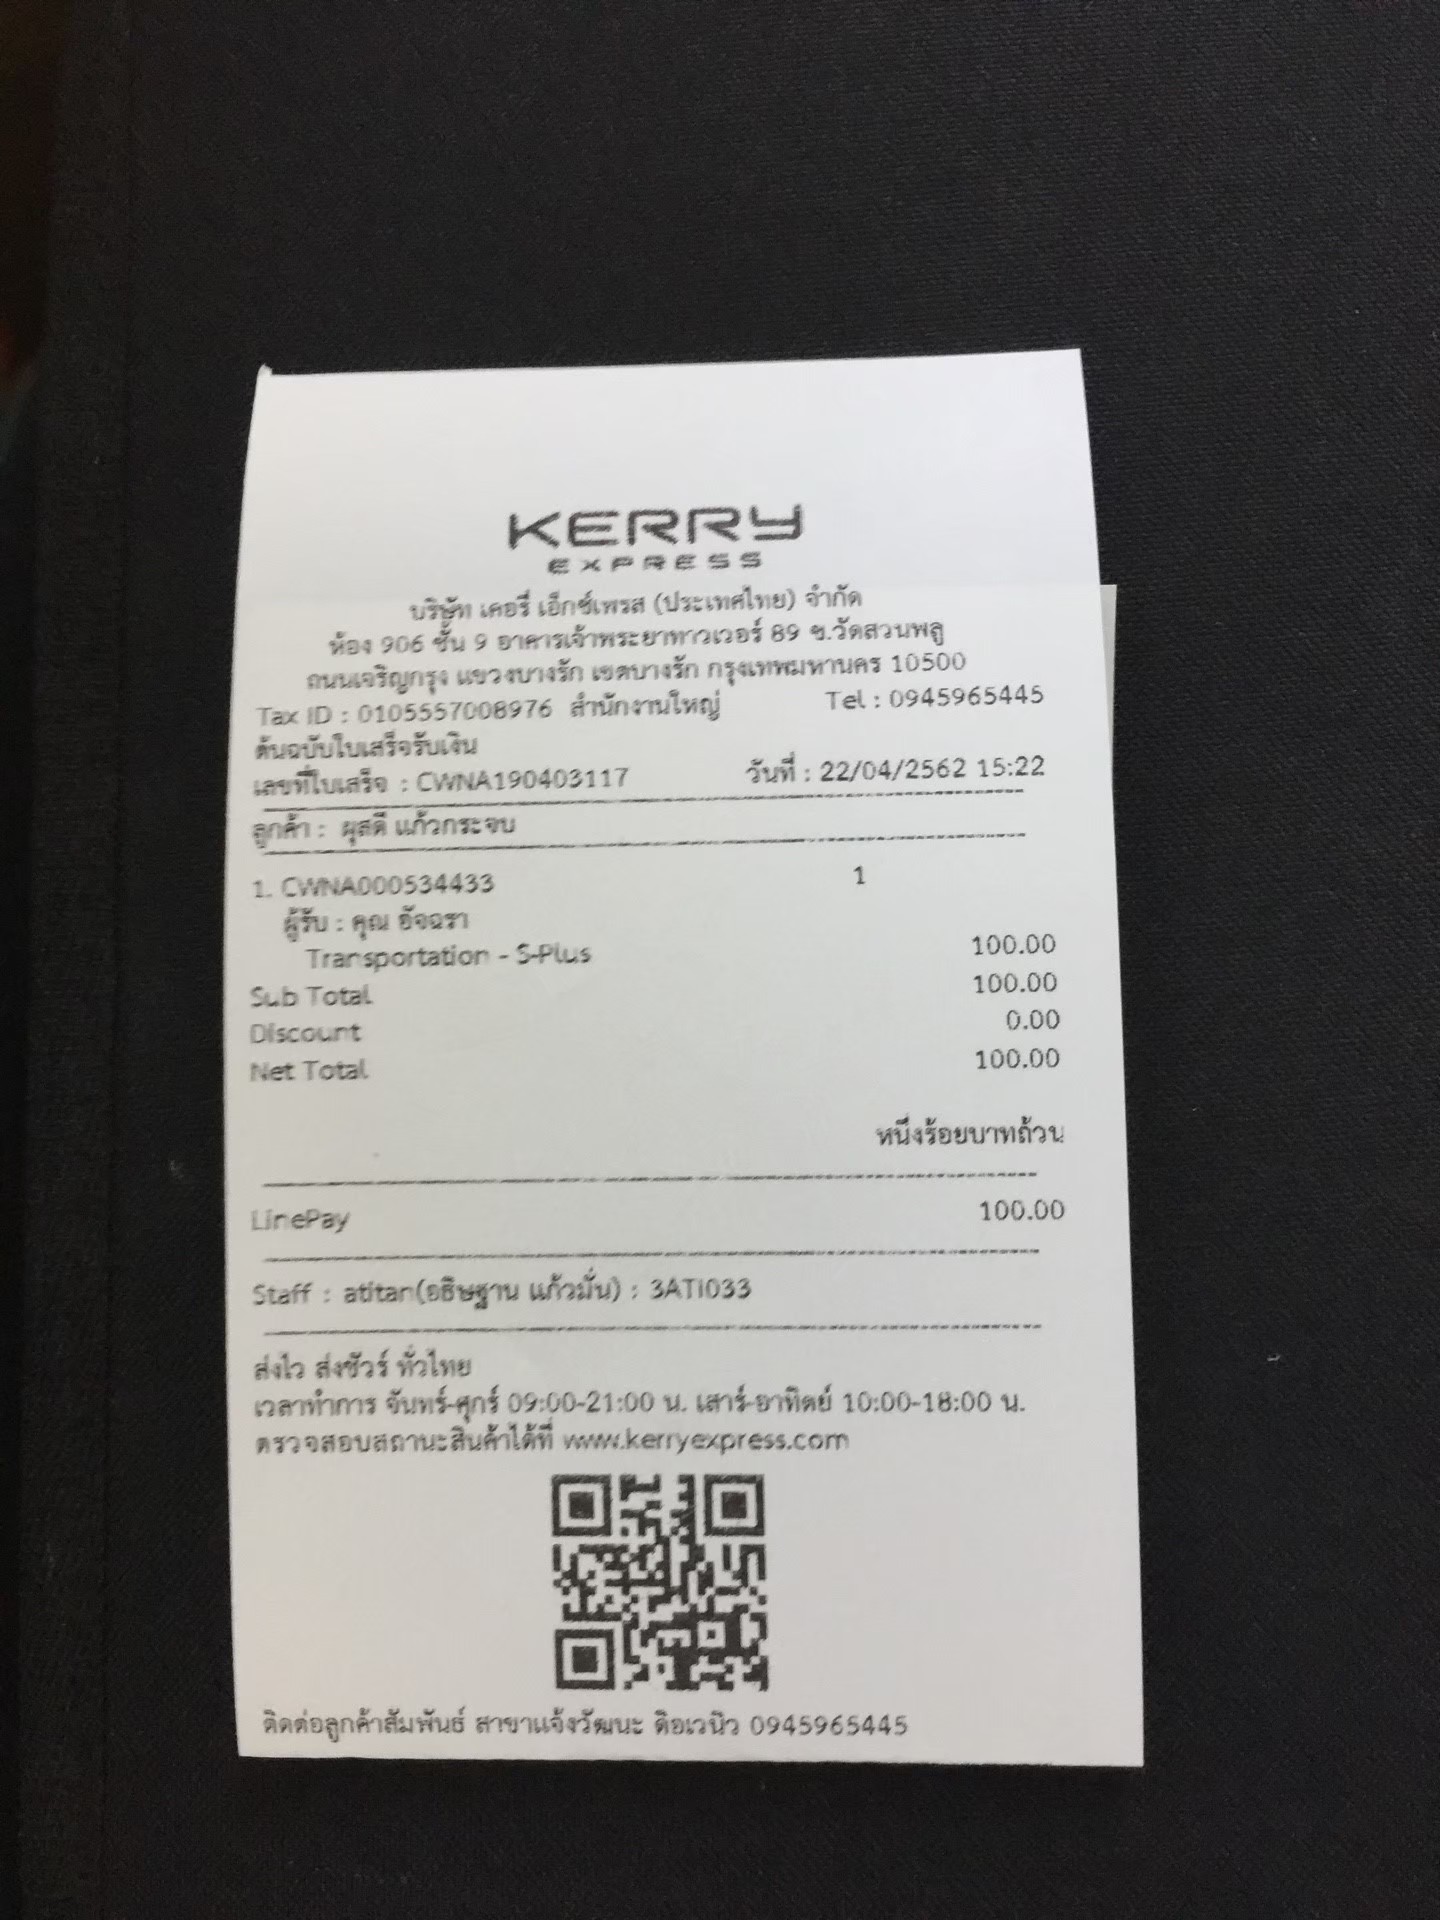 KERRY
EXPRESS
บริษัท เคอรี่ เอ็กซ์เพรส (ประเทศไทย) จำกัด
ห้อง 906 ชั้น 9 อาคารเจ้าพระยาทาวเวอร์ 89 ซ.วัดสวนพลู
ถนนเจริญกรุง แขวงบางรัก เขตบางรัก กรุงเทพมหานคร 10500
Tax ID : 0105557008976 สำนักงานใหญ่ Tel : 0945965445
ต้นฉบับใบเสร็จรับเงิน
เลขที่ใบเสร็จ : CWNA190403117 วันที่ : 22/04/2562 15:22
ลูกค้า : ผุสดี แก้วกระจบ
1. CWNA000534433 1
ผู้รับ : คุณ อัจฉรา
Transportation - S-Plus 100.00
Sub Total 100.00
Discount 0.00
Net Total 100.00
หนึ่งร้อยบาทถ้วน
LinePay 100.00
Staff : atitan(อธิษฐาน แก้วมั่น) : 3ATI033
ส่งไว ส่งชัวร์ ทั่วไทย
เวลาทำการ จันทร์-ศุกร์ 09:00-21:00 น. เสาร์-อาทิตย์ 10:00-18:00 น.
ตรวจสอบสถานะสินค้าได้ที่ www.kerryexpress.com
ติดต่อลูกค้าสัมพันธ์ สาขาแจ้งวัฒนะ ดิอเวนิว 0945965445